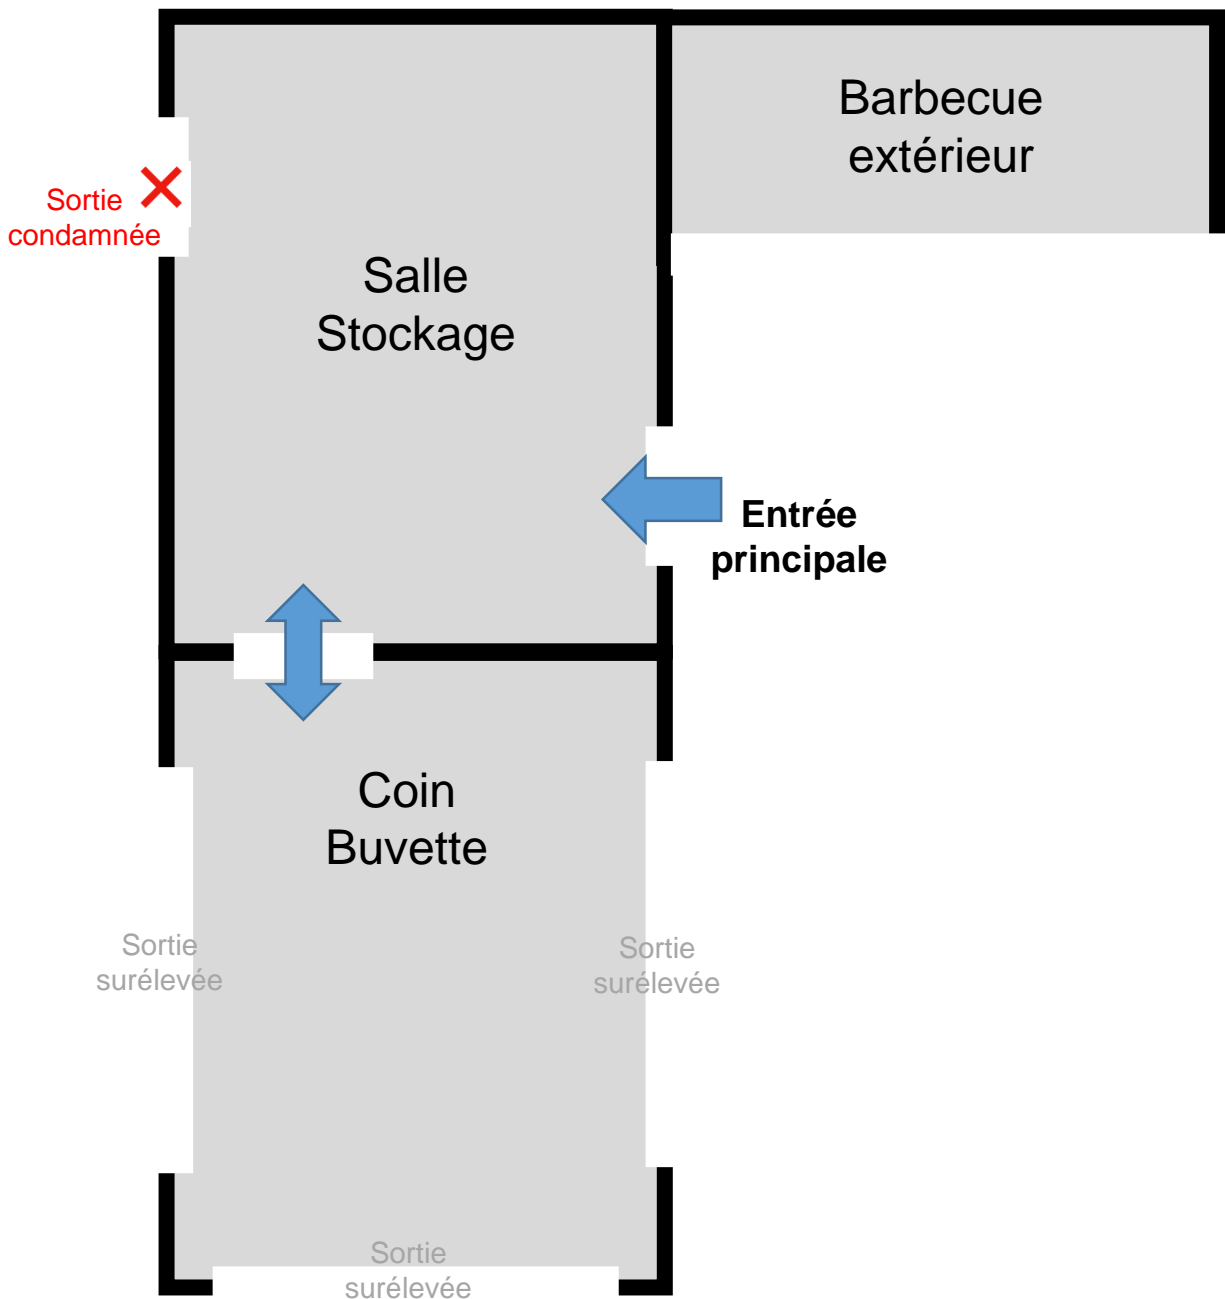 Barbecue
extérieur
Sortie
condamnée
Salle
Stockage
Entrée
principale
Coin
Buvette
Sortie
surélevée
Sortie
surélevée
Sortie
surélevée